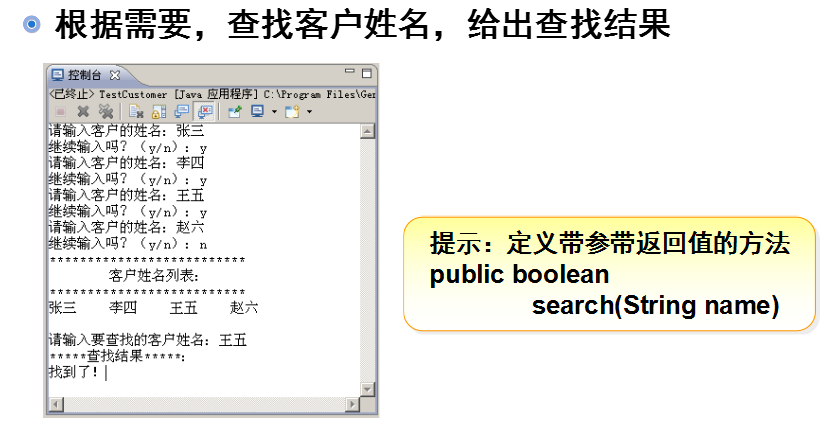 根据需要，查找客户姓名，给出查找结果
控制台
<已终止> TestCustomer [Java 应用程序] C:\Program Files\Ger
请输入客户的姓名：张三
继续输入吗？（y/n）：y
请输入客户的姓名：李四
继续输入吗？（y/n）：y
请输入客户的姓名：王五
继续输入吗？（y/n）：y
请输入客户的姓名：赵六
继续输入吗？（y/n）：n
**************************
客户姓名列表：
**************************
张三 李四 王五 赵六
请输入要查找的客户姓名：王五
*****查找结果*****：
找到了！
提示：定义带参带返回值的方法
public boolean
search(String name)